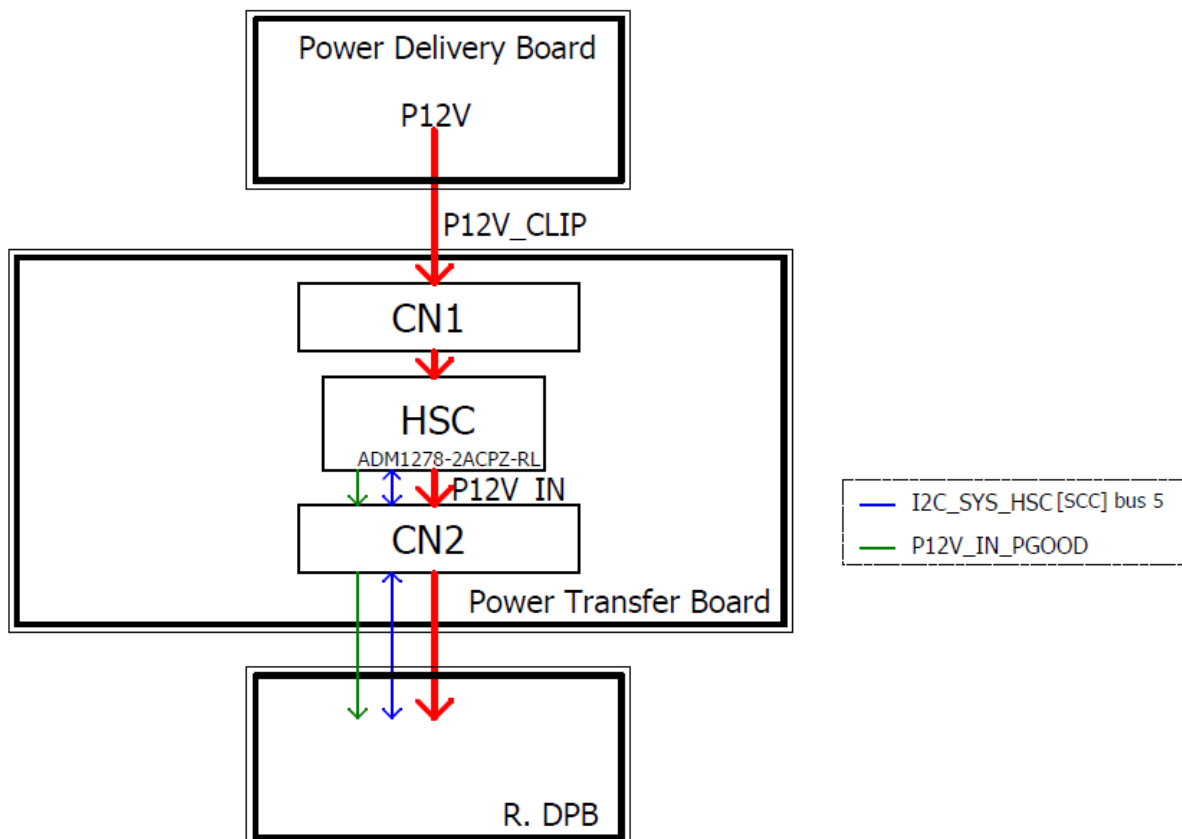 Power Delivery Board
P12V
P12V_CLIP
CN1
HSC
ADM1278-2ACPZ-RL
P12V_IN
CN2
Power Transfer Board
R. DPB
I2C_SYS_HSC[SCC] bus 5
P12V_IN_PGOOD